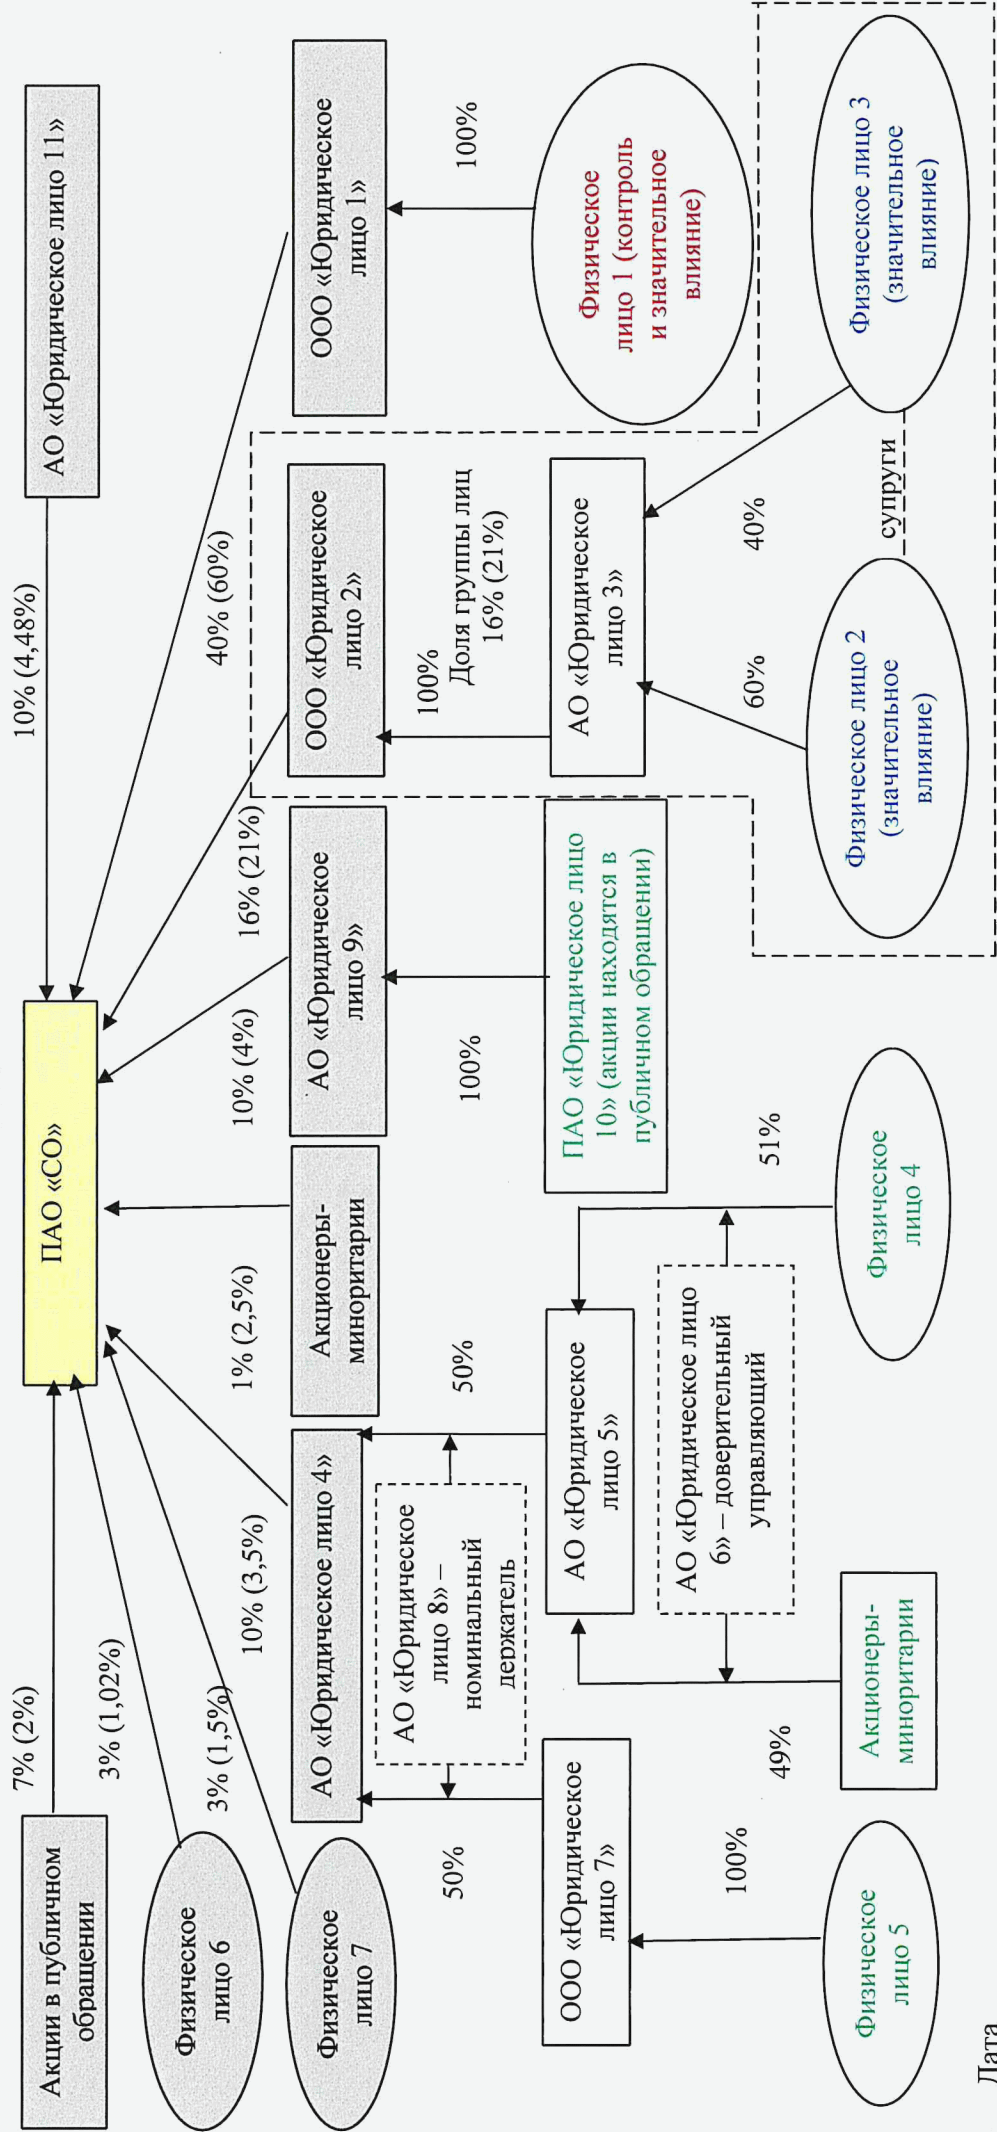 Акции в публичном
обращении
7% (2%)
ПАО «СО»
10% (4,48%)
АО «Юридическое лицо 11»
Физическое
лицо 6
3% (1,02%)
Физическое
лицо 7
3% (1,5%)
10% (3,5%)
1% (2,5%)
10% (4%)
16% (21%)
40% (60%)
АО «Юридическое лицо 4»
Акционеры-
миноритарии
АО «Юридическое
лицо 9»
ООО «Юридическое
лицо 2»
ООО «Юридическое
лицо 1»
50%
АО «Юридическое
лицо 8» –
номинальный
держатель
50%
100%
100%
Доля группы лиц
16% (21%)
100%
ООО «Юридическое
лицо 7»
АО «Юридическое
лицо 5»
ПАО «Юридическое лицо
10» (акции находятся в
публичном обращении)
АО «Юридическое
лицо 3»
Физическое
лицо 1 (контроль
и значительное
влияние)
100%
49%
АО «Юридическое лицо
6» – доверительный
управляющий
51%
60%
40%
Физическое
лицо 5
Акционеры-
миноритарии
Физическое
лицо 4
Физическое лицо 2
(значительное
влияние)
супруги
Физическое лицо 3
(значительное
влияние)
Дата